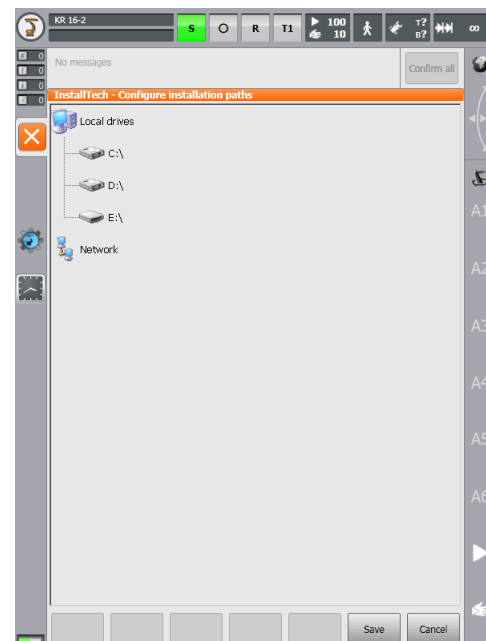 KR 16-2
S O R T1 100 10 T? B? ∞
0
0
0
0
No messages
Confirm all
InstallTech - Configure installation paths
Local drives
C:\
D:\
E:\
Network
A1
A2
A3
A4
A5
A6
Save
Cancel